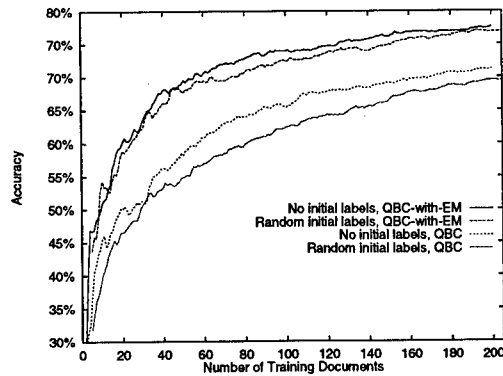 80%
70%
65%
60%
55%
50%
45%
40%
35%
30%
Accuracy
No initial labels, QBC-with-EM
Random initial labels, QBC-with-EM
No initial labels, QBC
Random initial labels, QBC
0 20 40 60 80 100 120 140 160 180 200
Number of Training Documents